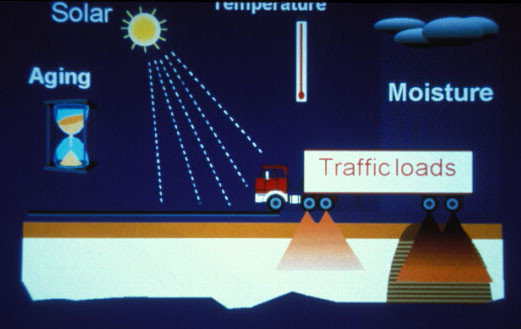 Solar
Temperature
Aging
Moisture
Traffic loads